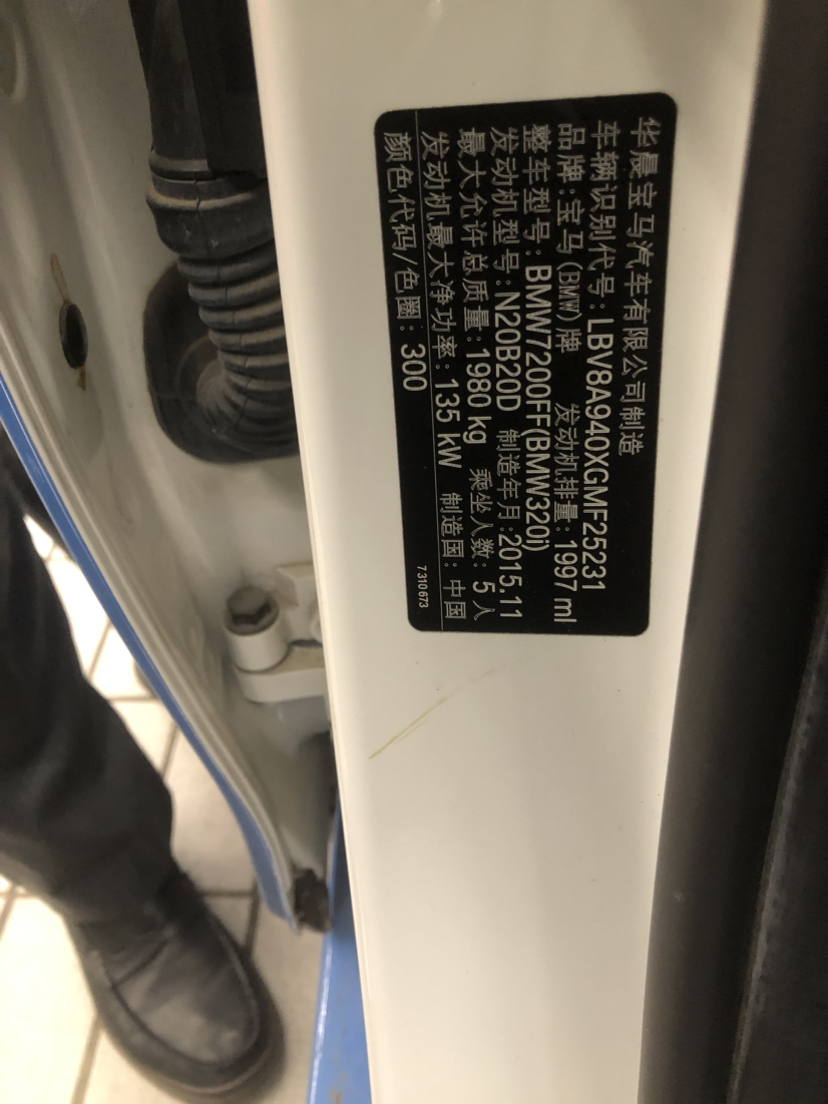 华晨宝马汽车有限公司制造
车辆识别代号:LBV8A940XGMF25231
品牌:宝马(BMW)牌 发动机排量:1997 ml
整车型号:BMW7200FF(BMW320i)
发动机型号:N20B20D 制造年月:2015.11
最大允许总质量:1980 kg 乘坐人数:5人
发动机最大净功率:135 kW 制造国:中国
颜色代码/色圈:300
7 310 673